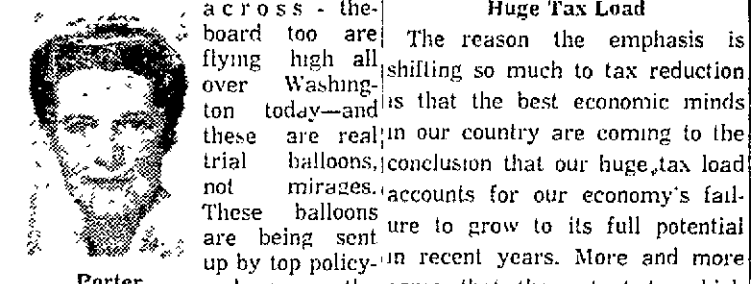 across - the-
board too are
flying high all
over Washing-
ton today—and
these are real
trial balloons,
not mirages.
These balloons
are being sent
up by top policy-
Porter
Huge Tax Load
The reason the emphasis is
shifting so much to tax reduction
is that the best economic minds
in our country are coming to the
conclusion that our huge tax load
accounts for our economy's fail-
ure to grow to its full potential
in recent years. More and more